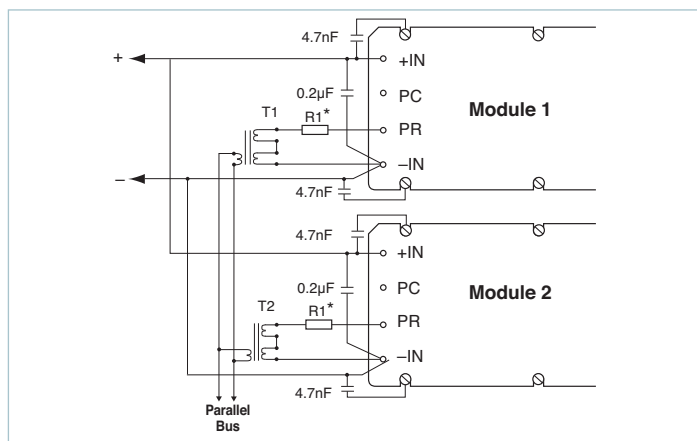 4.7nF
+
+IN
0.2µF
PC
Module 1
T1
R1*
PR
–IN
–
4.7nF
4.7nF
+IN
0.2µF
PC
Module 2
T2
R1*
PR
–IN
4.7nF
Parallel
Bus